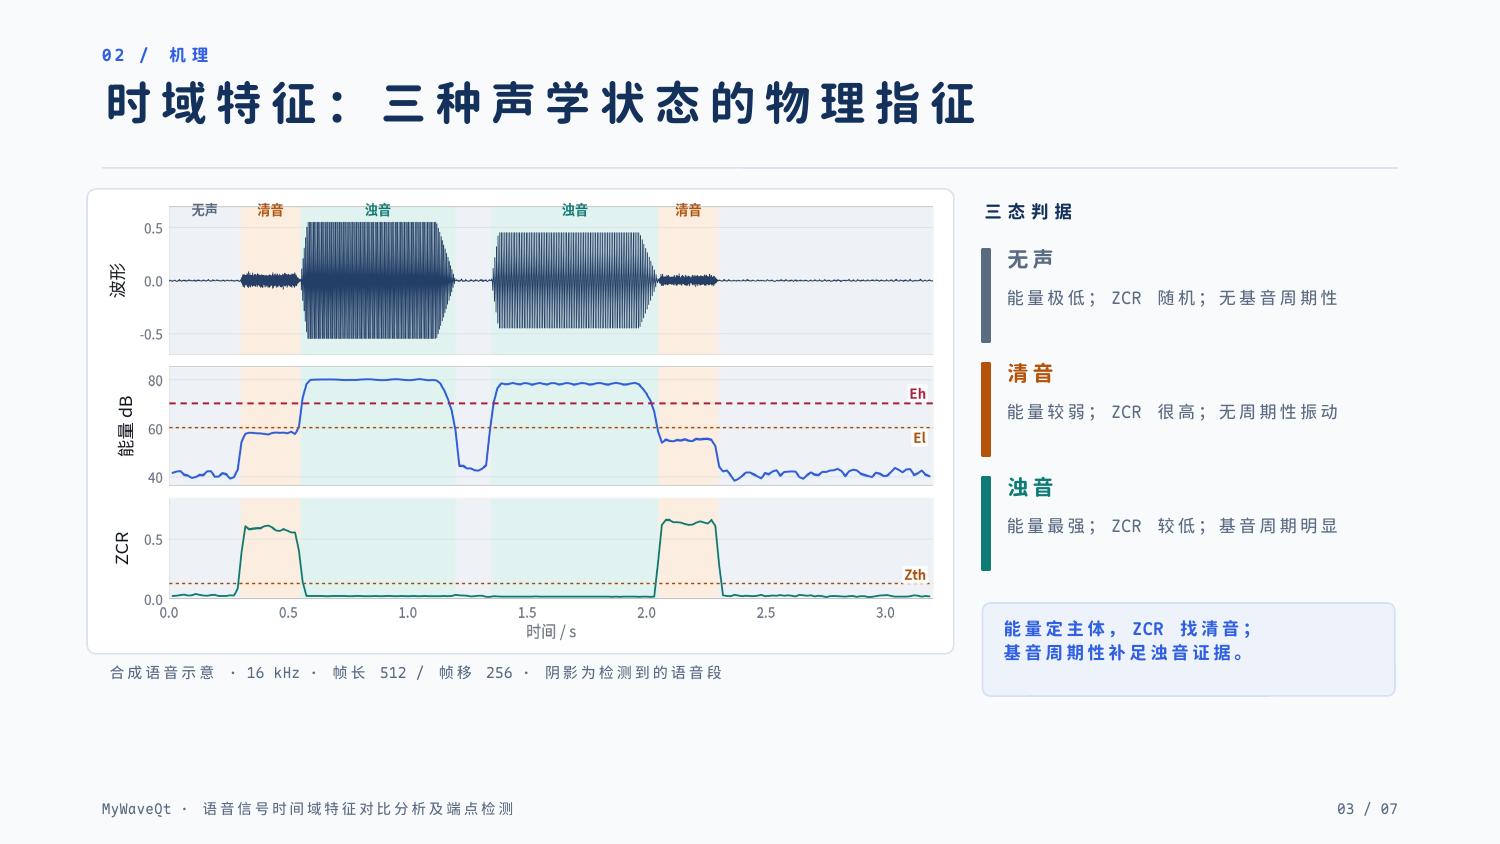 02 / 机理
时域特征：三种声学状态的物理指征
无声 清音 浊音 浊音 清音
波形
0.5
0.0
-0.5
能量 dB
80
60
40
Eh
El
ZCR
0.5
0.0
Zth
0.0 0.5 1.0 1.5 2.0 2.5 3.0
时间 / s
合成语音示意 · 16 kHz · 帧长 512 / 帧移 256 · 阴影为检测到的语音段
三态判据
无声
能量极低；ZCR 随机；无基音周期性
清音
能量较弱；ZCR 很高；无周期性振动
浊音
能量最强；ZCR 较低；基音周期明显
能量定主体，ZCR 找清音；
基音周期性补足浊音证据。
MyWaveQt · 语音信号时间域特征对比分析及端点检测
03 / 07